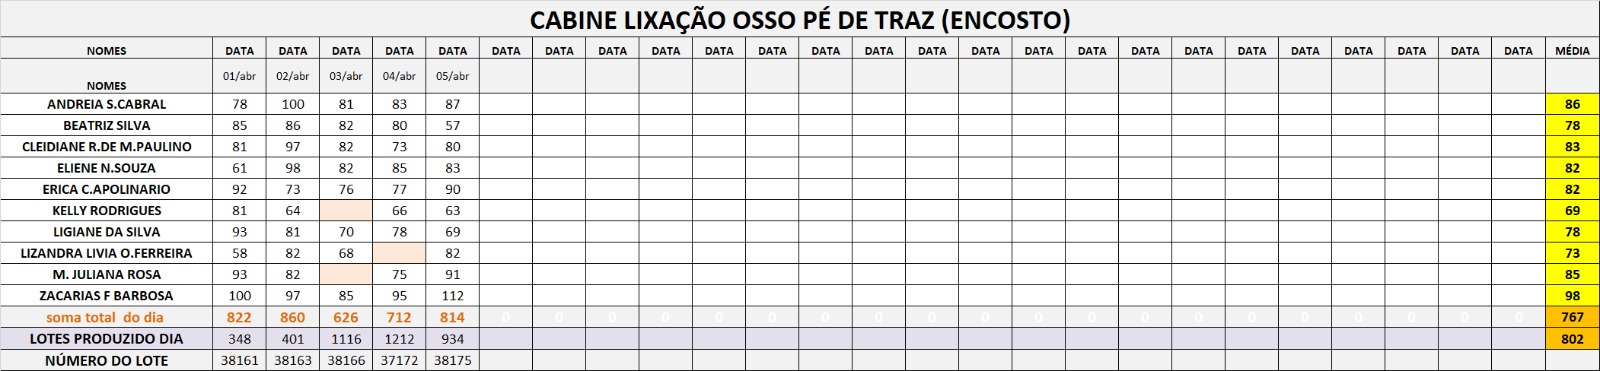 CABINE LIXAÇÃO OSSO PÉ DE TRAZ (ENCOSTO)
NOMES DATA DATA DATA DATA DATA DATA DATA DATA DATA DATA DATA DATA DATA DATA DATA DATA DATA DATA DATA DATA DATA DATA DATA DATA DATA MÉDIA
NOMES 01/abr 02/abr 03/abr 04/abr 05/abr
ANDREIA S.CABRAL 78 100 81 83 87 86
BEATRIZ SILVA 85 86 82 80 57 78
CLEIDIANE R.DE M.PAULINO 81 97 82 73 80 83
ELIENE N.SOUZA 61 98 82 85 83 82
ERICA C.APOLINARIO 92 73 76 77 90 82
KELLY RODRIGUES 81 64 66 63 69
LIGIANE DA SILVA 93 81 70 78 69 78
LIZANDRA LIVIA O.FERREIRA 58 82 68 82 73
M. JULIANA ROSA 93 82 75 91 85
ZACARIAS F BARBOSA 100 97 85 95 112 98
soma total do dia 822 860 626 712 814 0 0 0 0 0 0 0 0 0 0 0 0 0 0 0 0 0 0 0 0 767
LOTES PRODUZIDO DIA 348 401 1116 1212 934 802
NÚMERO DO LOTE 38161 38163 38166 37172 38175